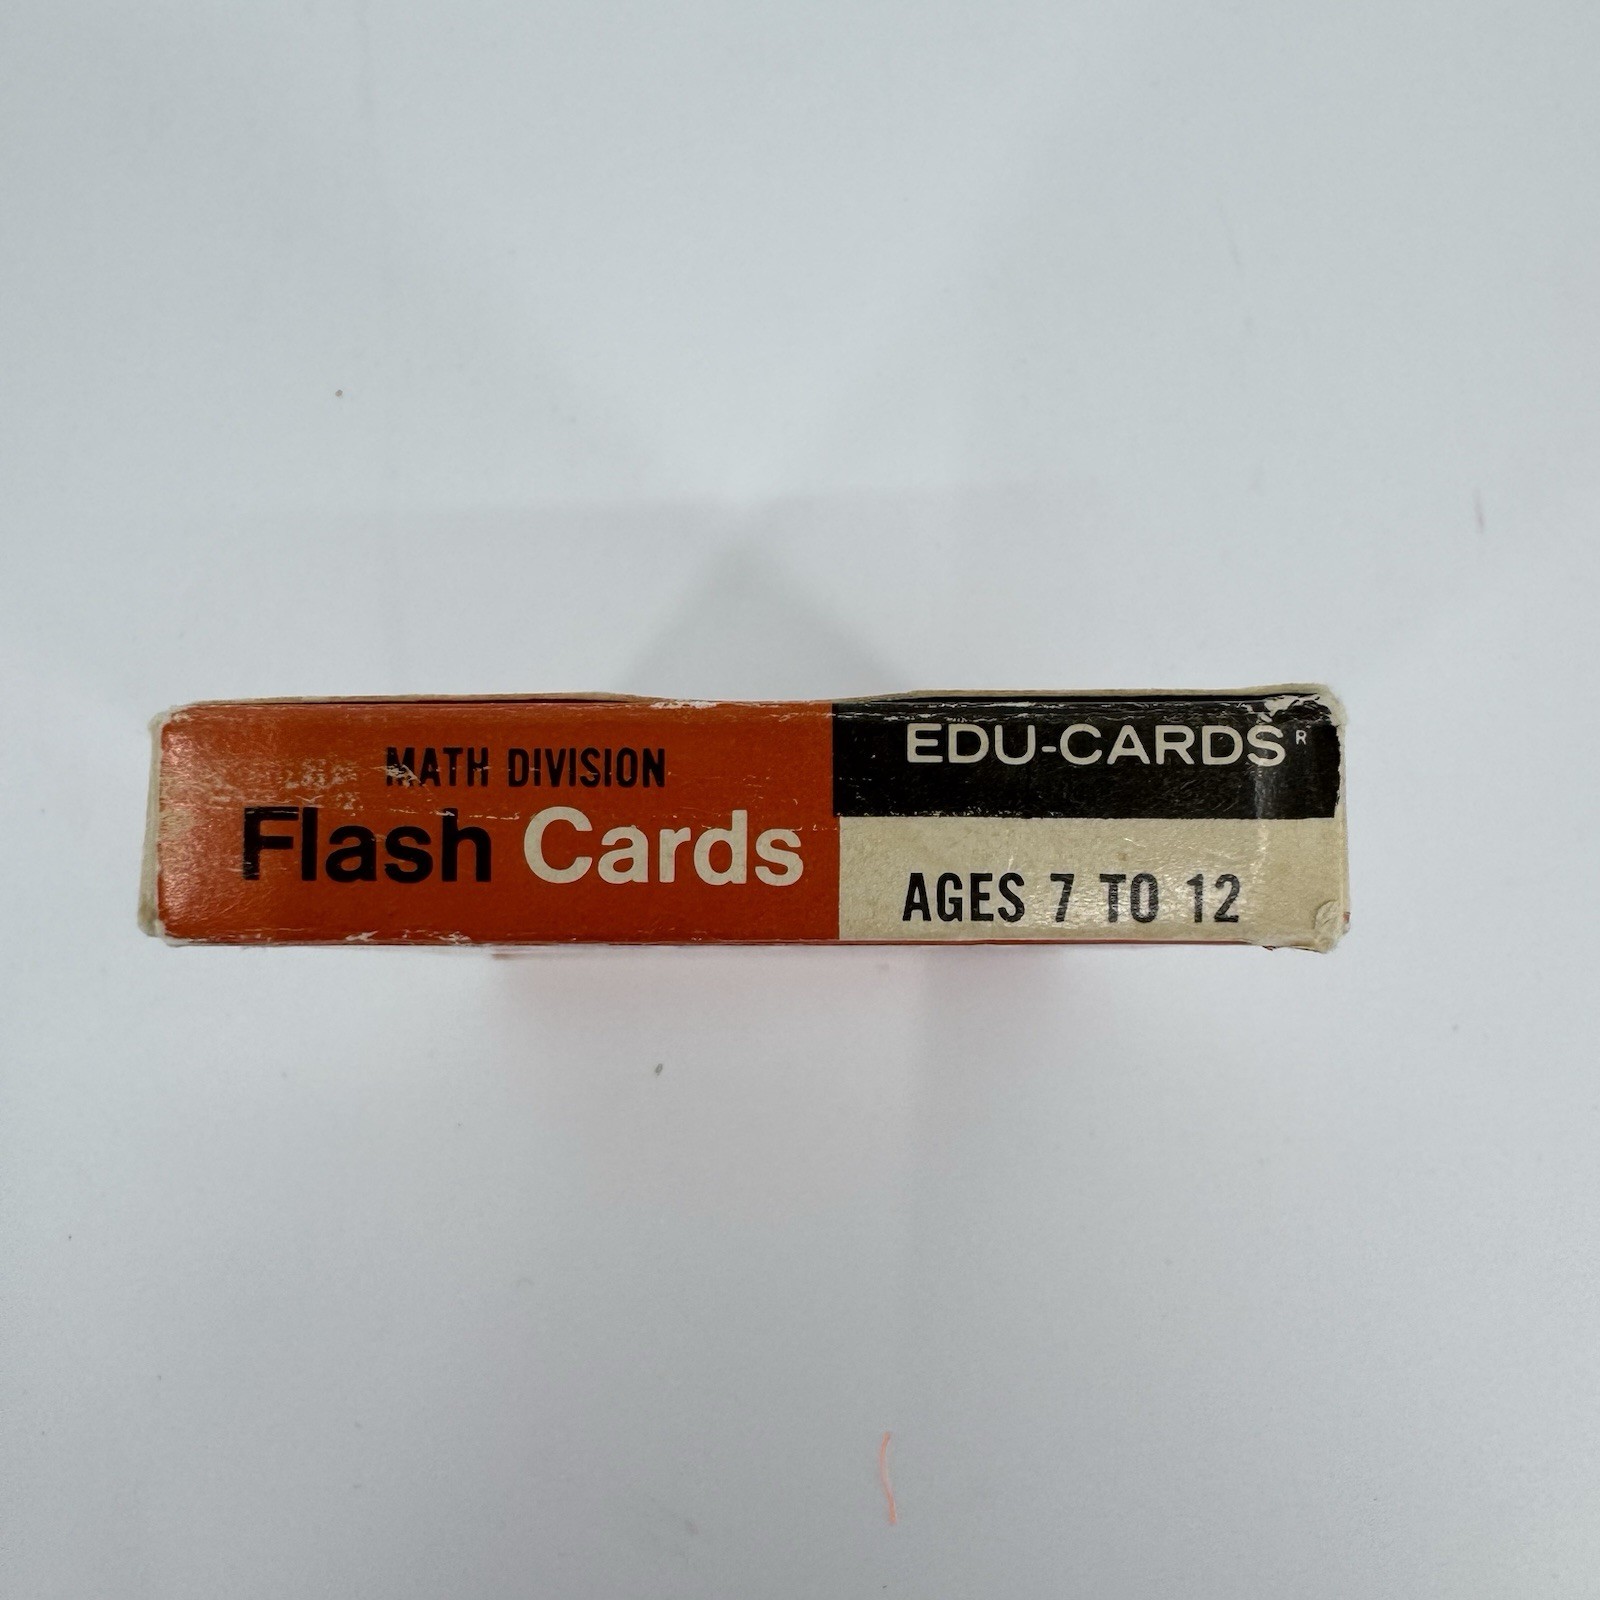 MATH DIVISION
Flash Cards
EDU-CARDS R
AGES 7 TO 12